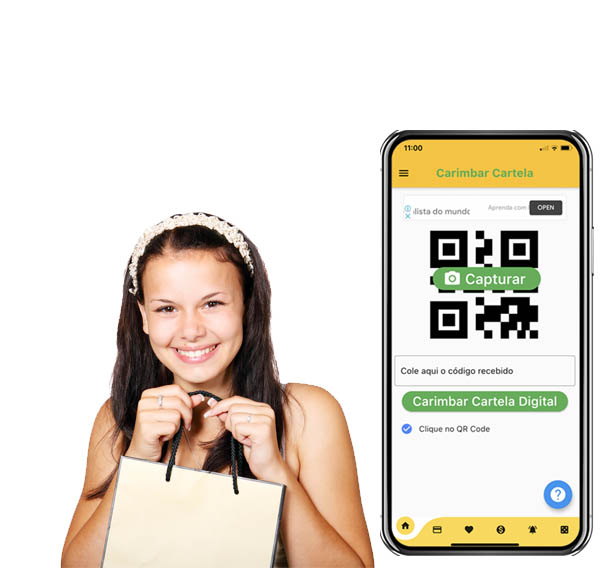 11:00
Carimbar Cartela
lista do mundo
Aprenda com
OPEN
Capturar
Cole aqui o código recebido
Carimbar Cartela Digital
Clique no QR Code
?